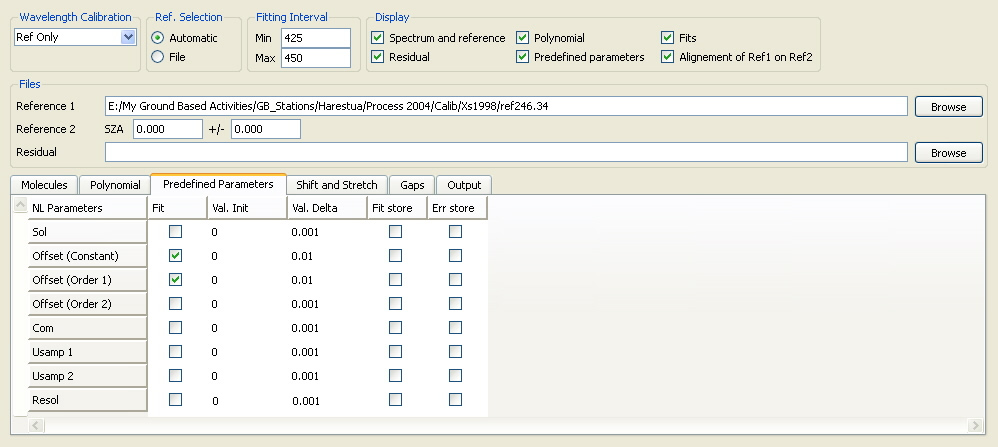 Wavelength Calibration Ref. Selection Fitting Interval Display
Ref Only Automatic Min 425 Spectrum and reference Polynomial Fits
File Max 450 Residual Predefined parameters Alignement of Ref1 on Ref2
Files
Reference 1 E:/My Ground Based Activities/GB_Stations/Harestua/Process 2004/Calib/Xs1998/ref246.34 Browse
Reference 2 SZA 0.000 +/- 0.000
Residual Browse
Molecules Polynomial Predefined Parameters Shift and Stretch Gaps Output
NL Parameters Fit Val. Init Val. Delta Fit store Err store
Sol 0 0.001
Offset (Constant) 0 0.01
Offset (Order 1) 0 0.01
Offset (Order 2) 0 0.001
Com 0 0.001
Usamp 1 0 0.001
Usamp 2 0 0.001
Resol 0 0.001